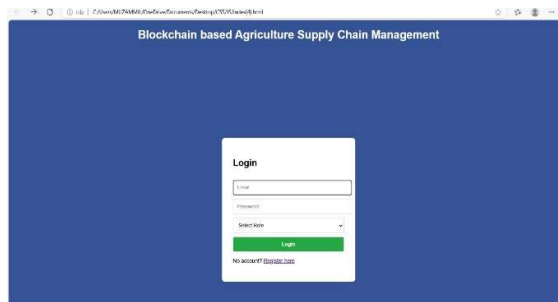 Blockchain based Agriculture Supply Chain Management
Login
Email
Password
Select Role
Login
No account? Register here